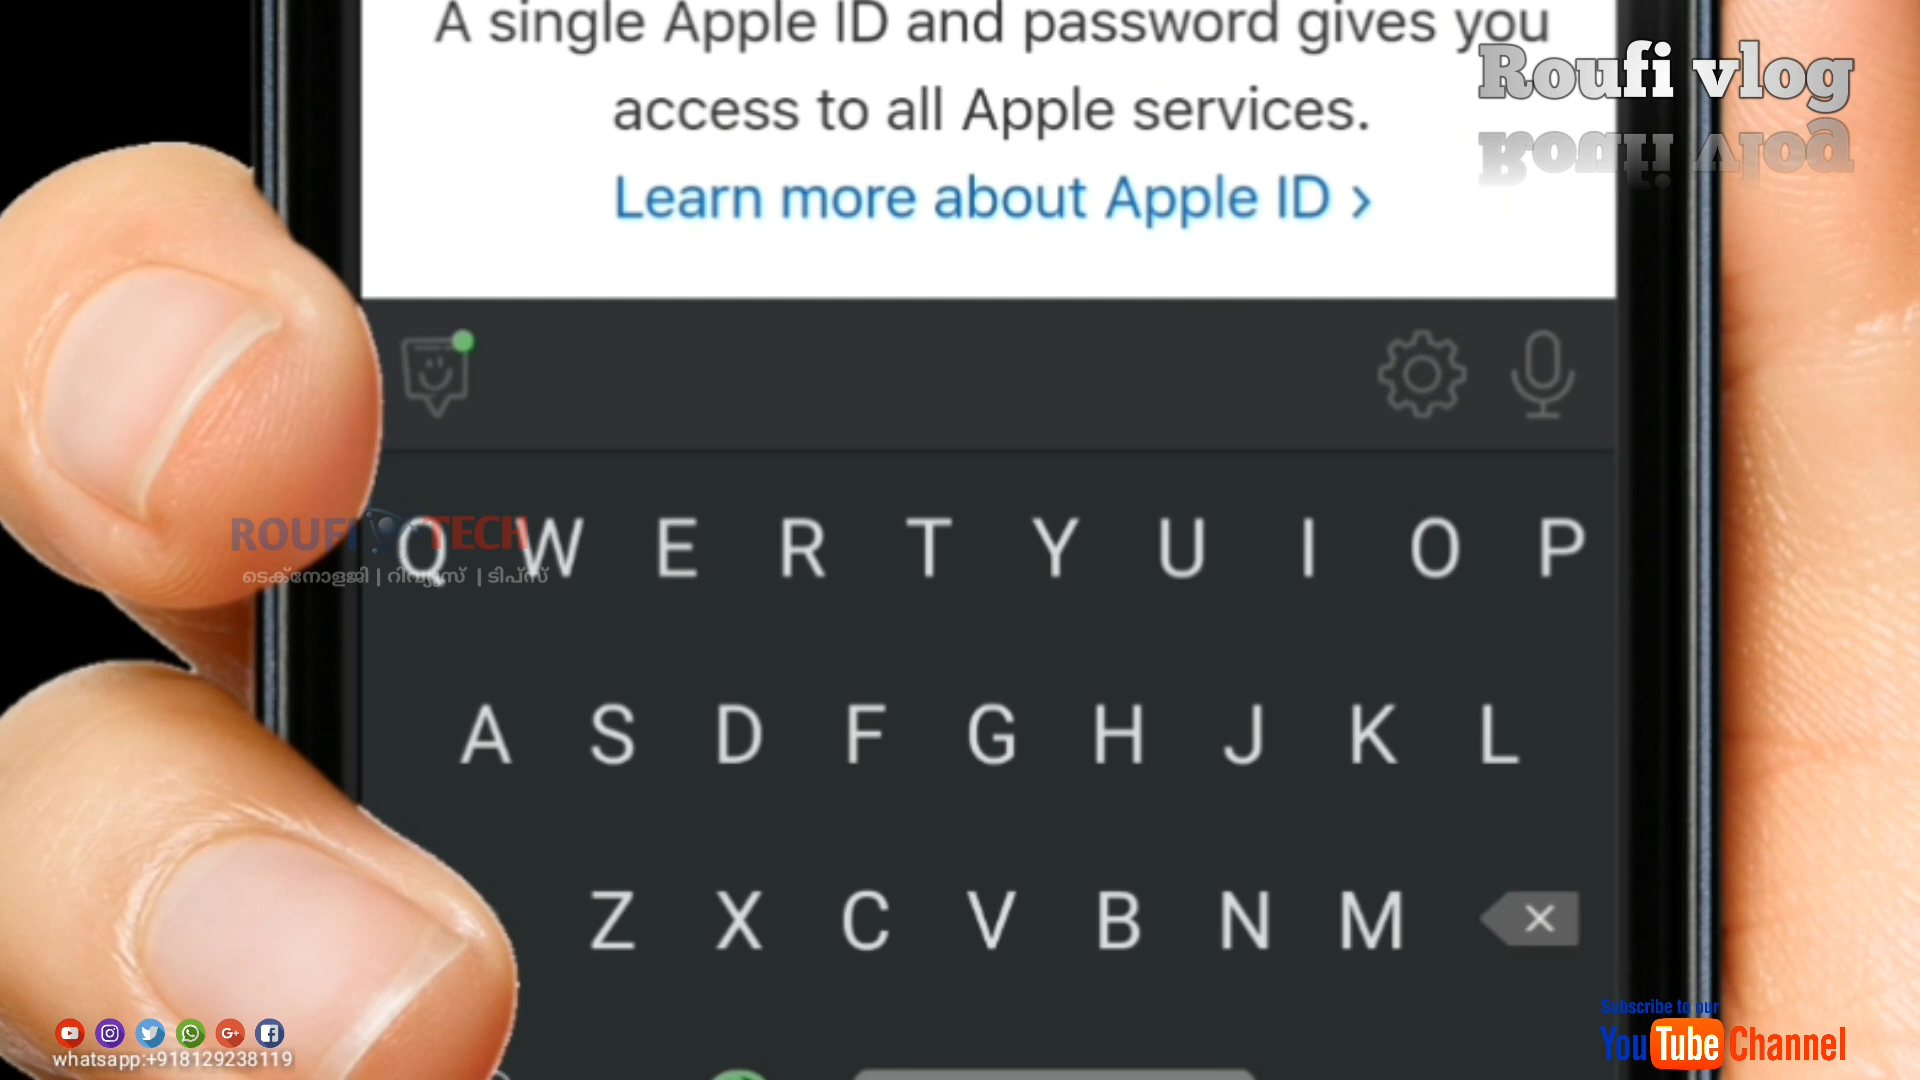 A single Apple ID and password gives you
access to all Apple services.
Learn more about Apple ID >
Roufi vlog
Q W E R T Y U I O P
ROUFI TECH
ടെക്നോളജി | റിവ്യൂസ് | ടിപ്സ്
A S D F G H J K L
Z X C V B N M
whatsapp:+918129238119
Subscribe to our
YouTube Channel